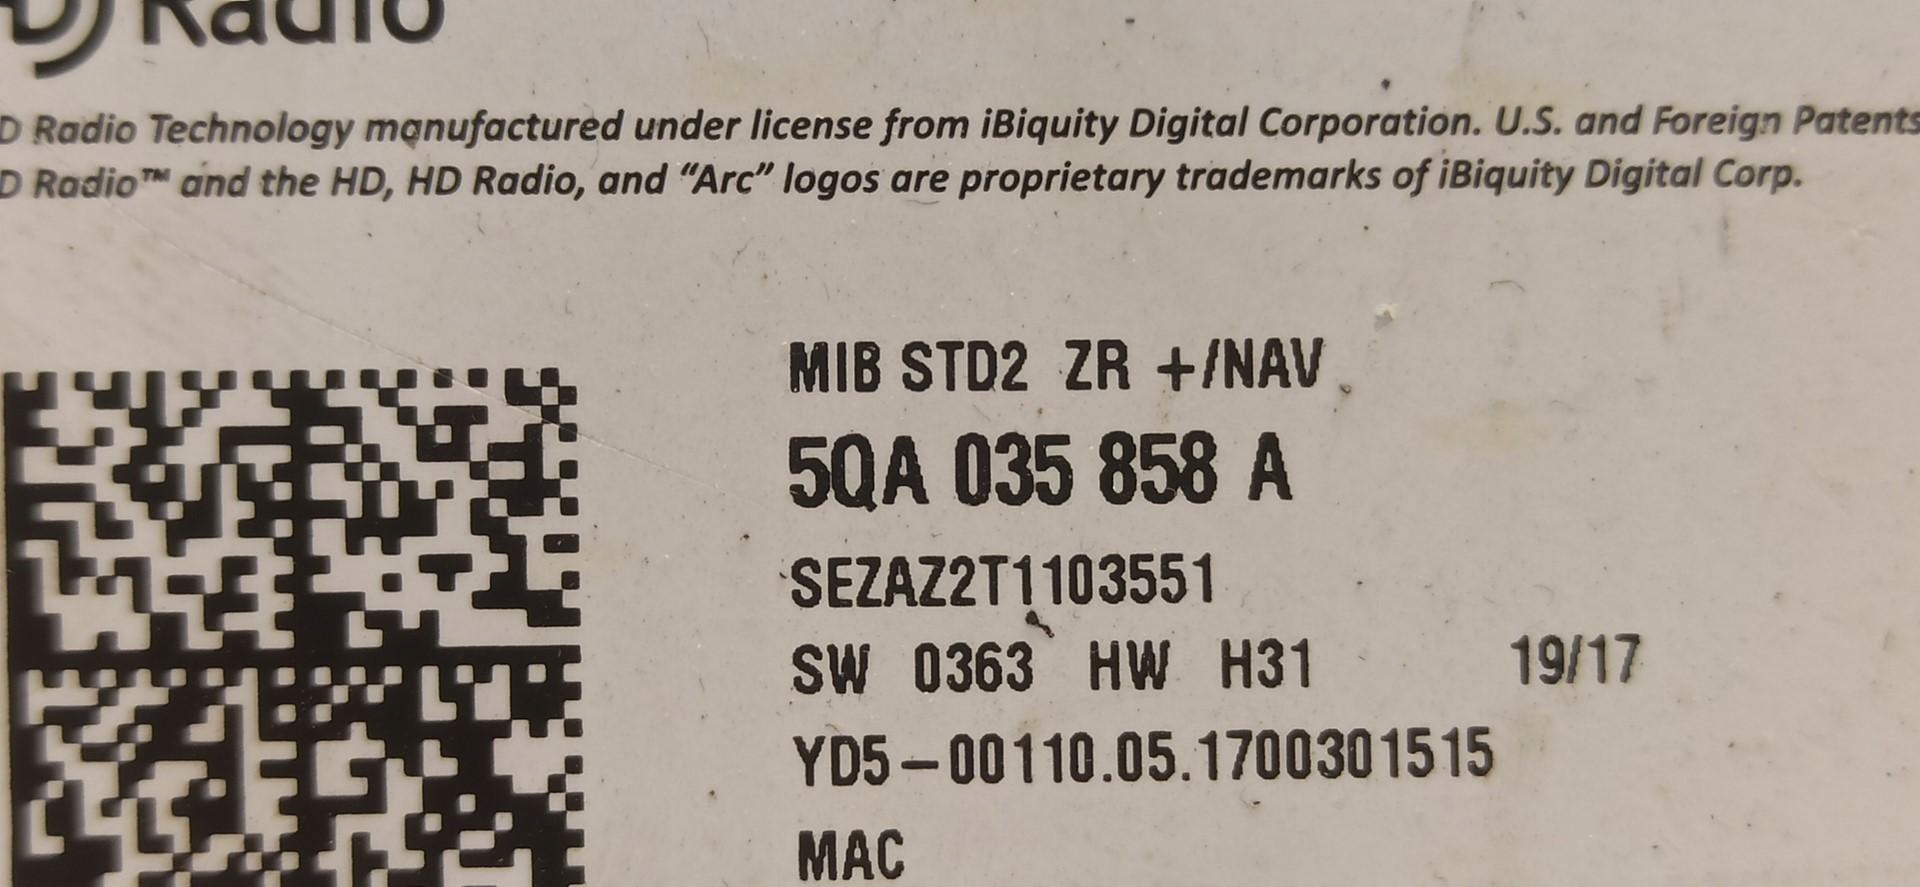 D Radio
D Radio Technology manufactured under license from iBiquity Digital Corporation. U.S. and Foreign Patents
D Radio™ and the HD, HD Radio, and “Arc” logos are proprietary trademarks of iBiquity Digital Corp.
MIB STD2 ZR +/NAV
5QA 035 858 A
SEZAZ2T1103551
SW 0363 HW H31 19/17
YD5-00110.05.1700301515
MAC